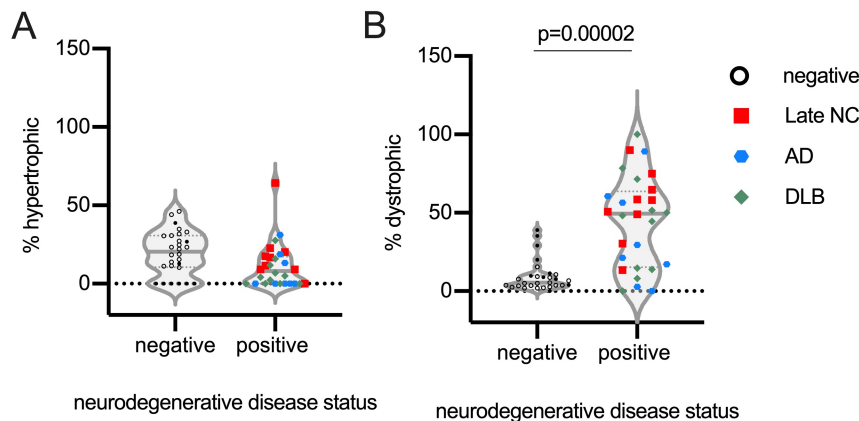 A
150
100
50
0
% hypertrophic
negative
positive
neurodegenerative disease status
B
p=0.00002
150
100
50
0
% dystrophic
negative
positive
neurodegenerative disease status
negative
Late NC
AD
DLB